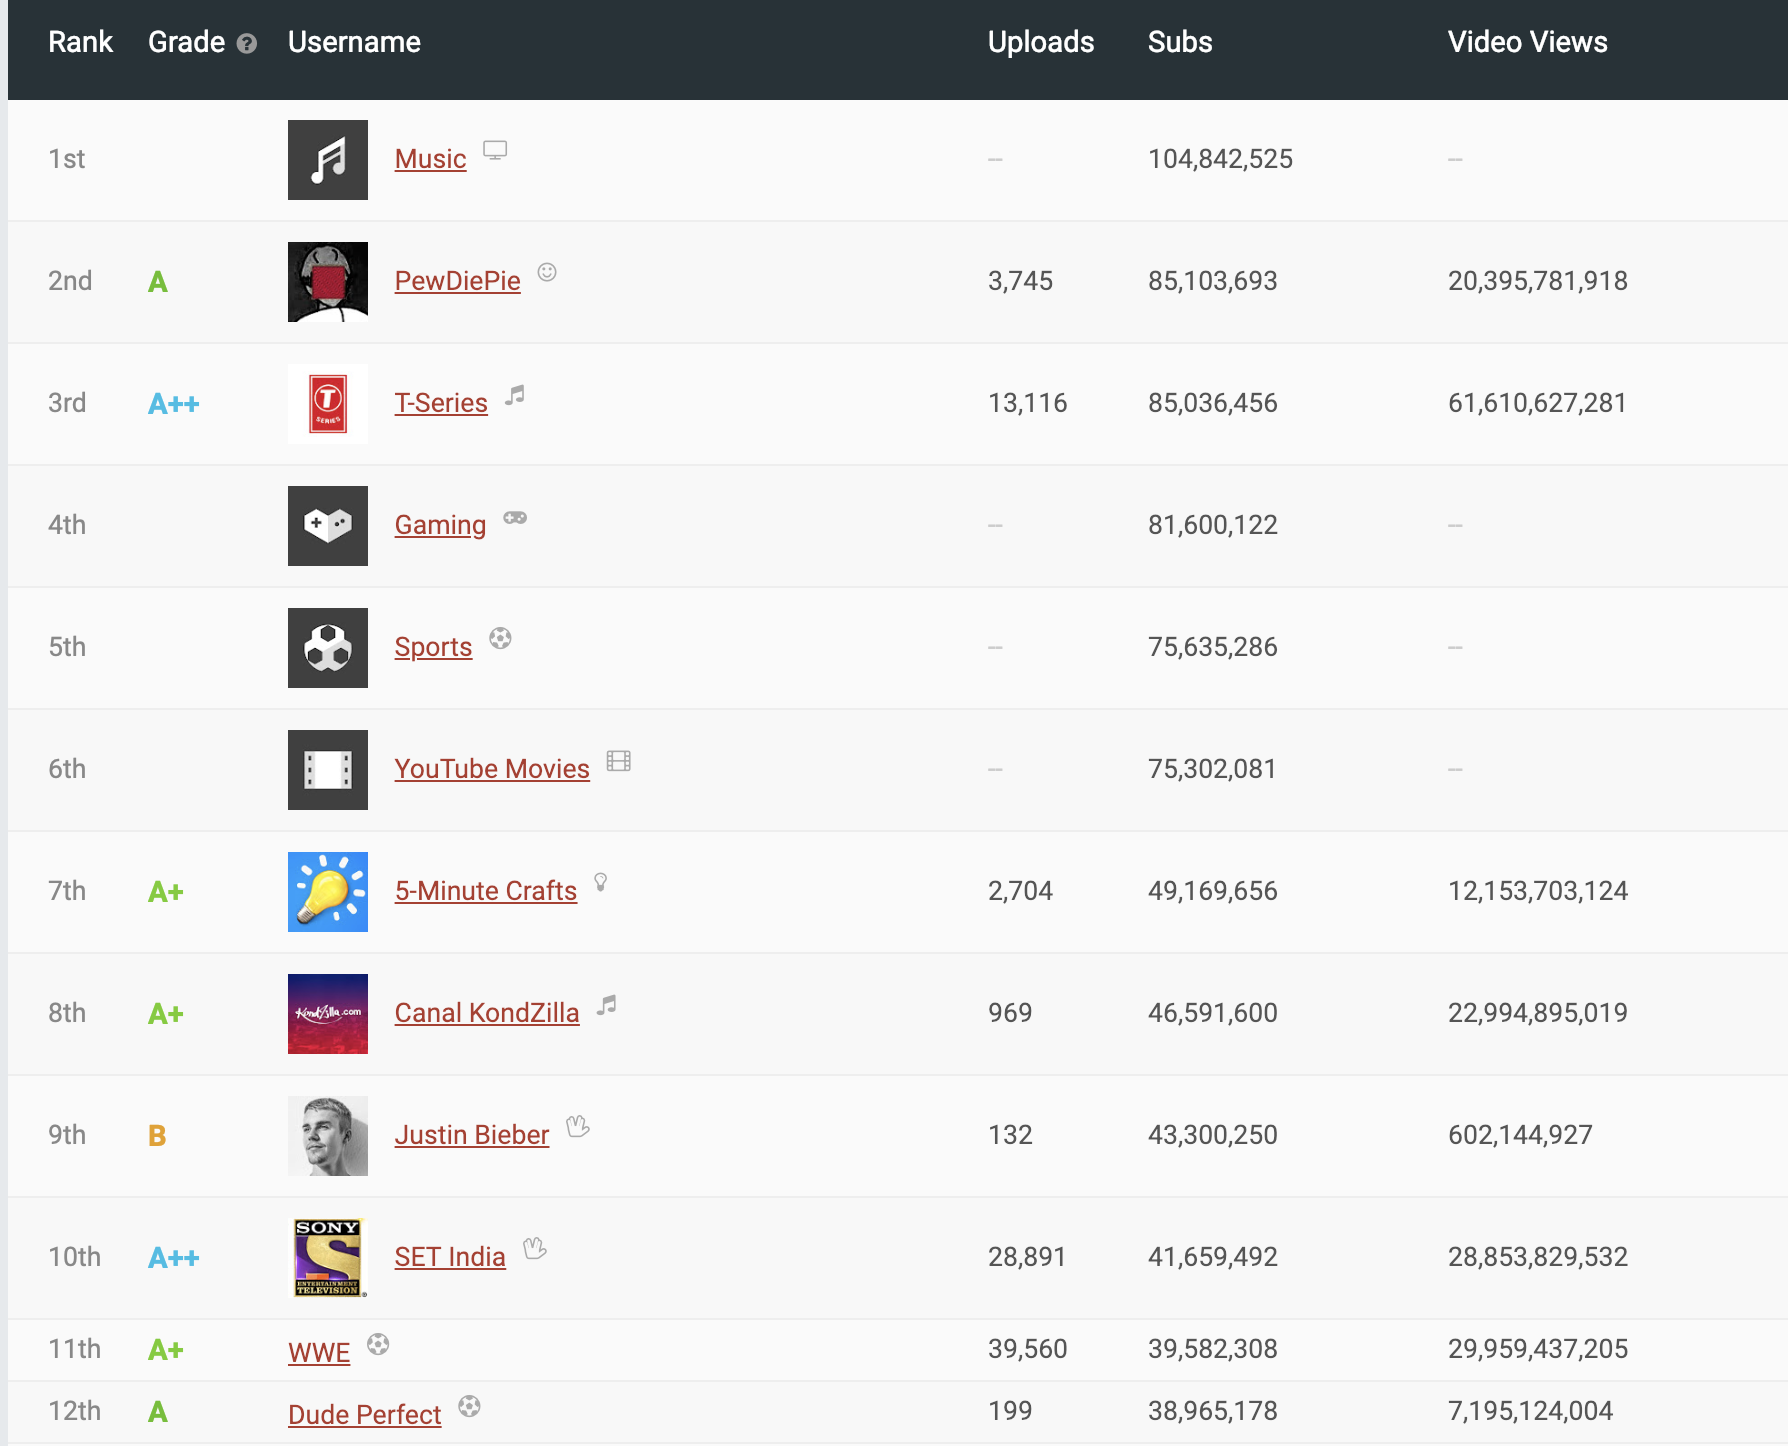 Rank Grade ? Username Uploads Subs Video Views
1st Music -- 104,842,525 --
2nd A PewDiePie 3,745 85,103,693 20,395,781,918
3rd A++ T SERIES T-Series 13,116 85,036,456 61,610,627,281
4th Gaming -- 81,600,122 --
5th Sports -- 75,635,286 --
6th YouTube Movies -- 75,302,081 --
7th A+ 5-Minute Crafts 2,704 49,169,656 12,153,703,124
8th A+ KondZilla.com Canal KondZilla 969 46,591,600 22,994,895,019
9th B Justin Bieber 132 43,300,250 602,144,927
SONY
10th A++ SET India 28,891 41,659,492 28,853,829,532
ENTERTAINMENT
TELEVISION
11th A+ WWE 39,560 39,582,308 29,959,437,205
12th A Dude Perfect 199 38,965,178 7,195,124,004